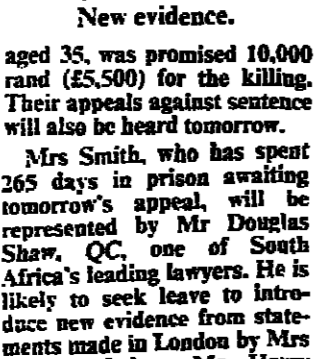 New evidence.
aged 35, was promised 10,000
rand (£5,500) for the killing.
Their appeals against sentence
will also be heard tomorrow.
Mrs Smith, who has spent
265 days in prison awaiting
tomorrow's appeal, will be
represented by Mr Douglas
Shaw, QC, one of South
Africa's leading lawyers. He is
likely to seek leave to intro-
duce new evidence from state-
ments made in London by Mrs